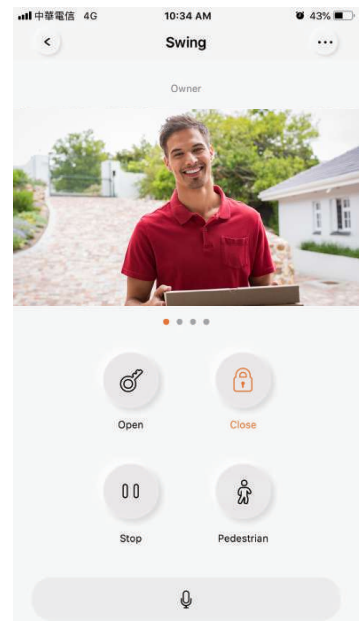 中華電信 4G 10:34 AM 43%
Swing
Owner
Open Close
Stop Pedestrian